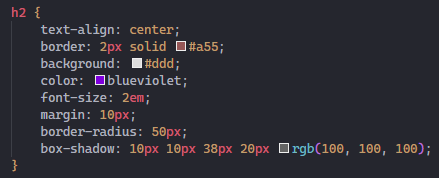 h2 {
text-align: center;
border: 2px solid #a55;
background: #ddd;
color: blueviolet;
font-size: 2em;
margin: 10px;
border-radius: 50px;
box-shadow: 10px 10px 38px 20px rgb(100, 100, 100);
}